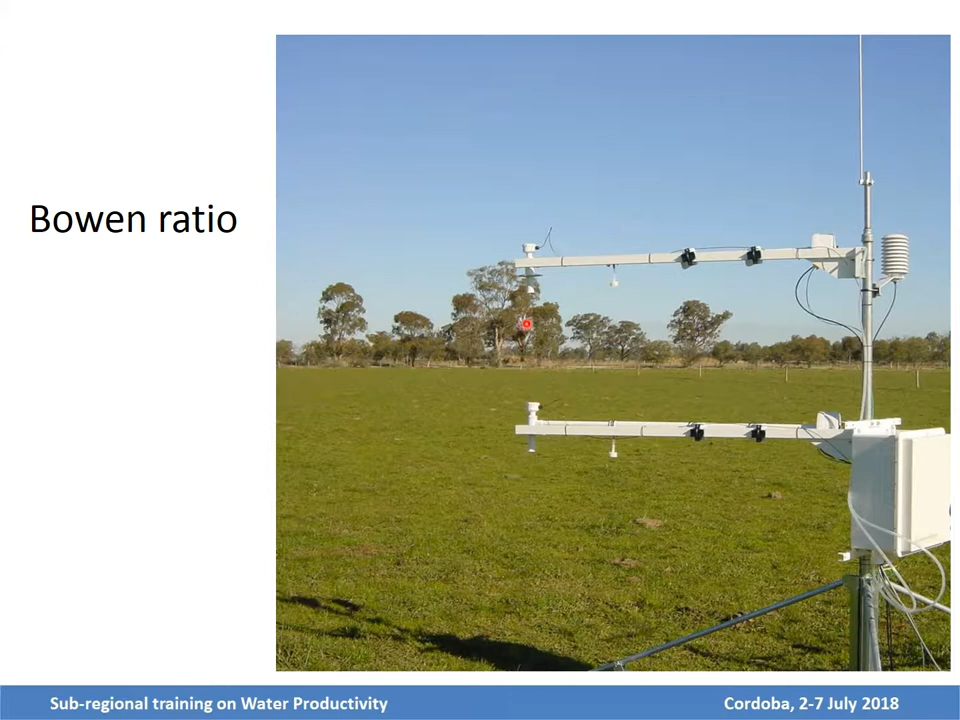 Bowen ratio
Sub-regional training on Water Productivity
Cordoba, 2-7 July 2018